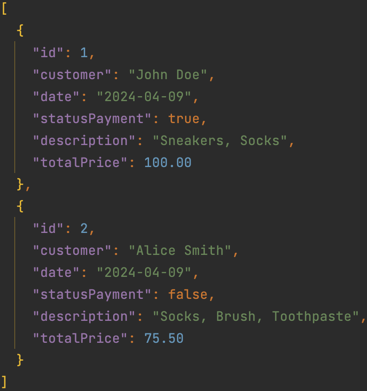 [
  {
    "id": 1,
    "customer": "John Doe",
    "date": "2024-04-09",
    "statusPayment": true,
    "description": "Sneakers, Socks",
    "totalPrice": 100.00
  },
  {
    "id": 2,
    "customer": "Alice Smith",
    "date": "2024-04-09",
    "statusPayment": false,
    "description": "Socks, Brush, Toothpaste",
    "totalPrice": 75.50
  }
]